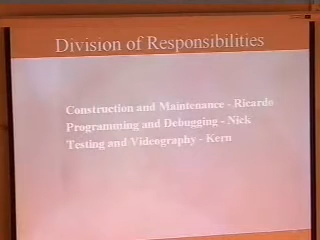 Division of Responsibilities
Construction and Maintenance - Ricardo
Programming and Debugging - Nick
Testing and Videography - Kern